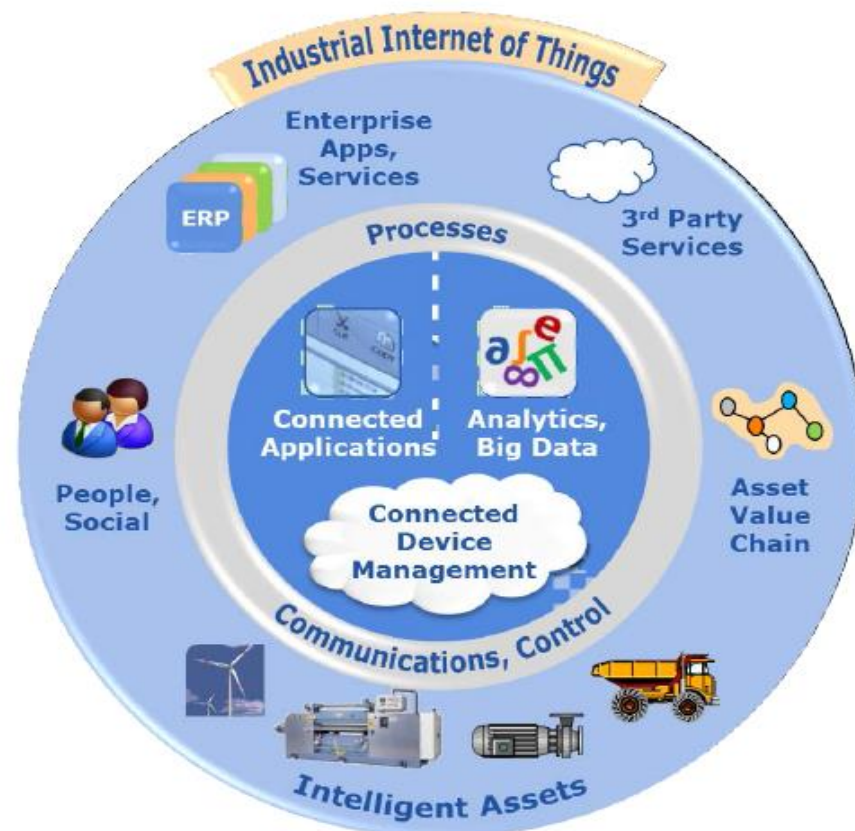 Industrial Internet of Things
Enterprise
Apps,
Services
ERP
3rd Party
Services
Processes
Connected
Applications
Analytics,
Big Data
People,
Social
Asset
Value
Chain
Connected
Device
Management
Communications, Control
Intelligent Assets